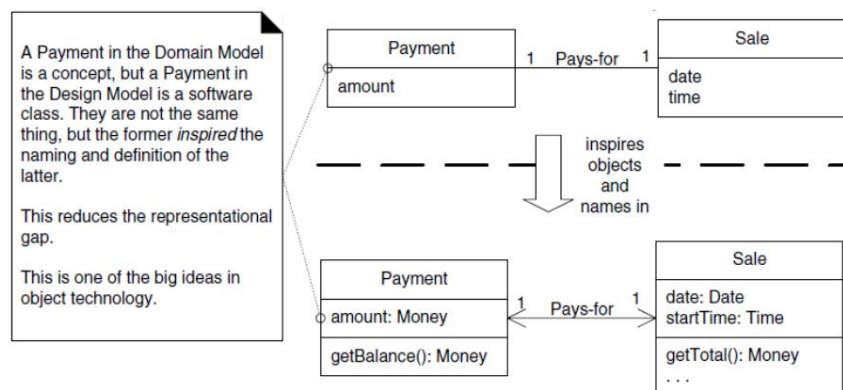 A Payment in the Domain Model
is a concept, but a Payment in
the Design Model is a software
class. They are not the same
thing, but the former inspired the
naming and definition of the
latter.
This reduces the representational
gap.
This is one of the big ideas in
object technology.
Payment
amount
1 Pays-for 1
Sale
date
time
inspires
objects
and
names in
Payment
amount: Money
getBalance(): Money
1 Pays-for 1
Sale
date: Date
startTime: Time
getTotal(): Money
. . .